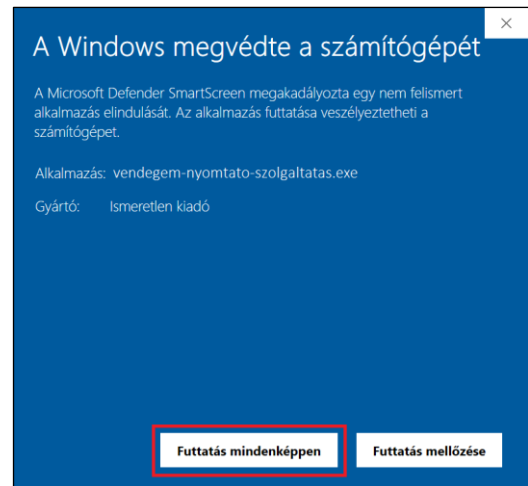 A Windows megvédte a számítógépét
A Microsoft Defender SmartScreen megakadályozta egy nem felismert
alkalmazás elindulását. Az alkalmazás futtatása veszélyeztetheti a
számítógépet.
Alkalmazás: vendegem-nyomtato-szolgaltatas.exe
Gyártó: Ismeretlen kiadó
Futtatás mindenképpen Futtatás mellőzése